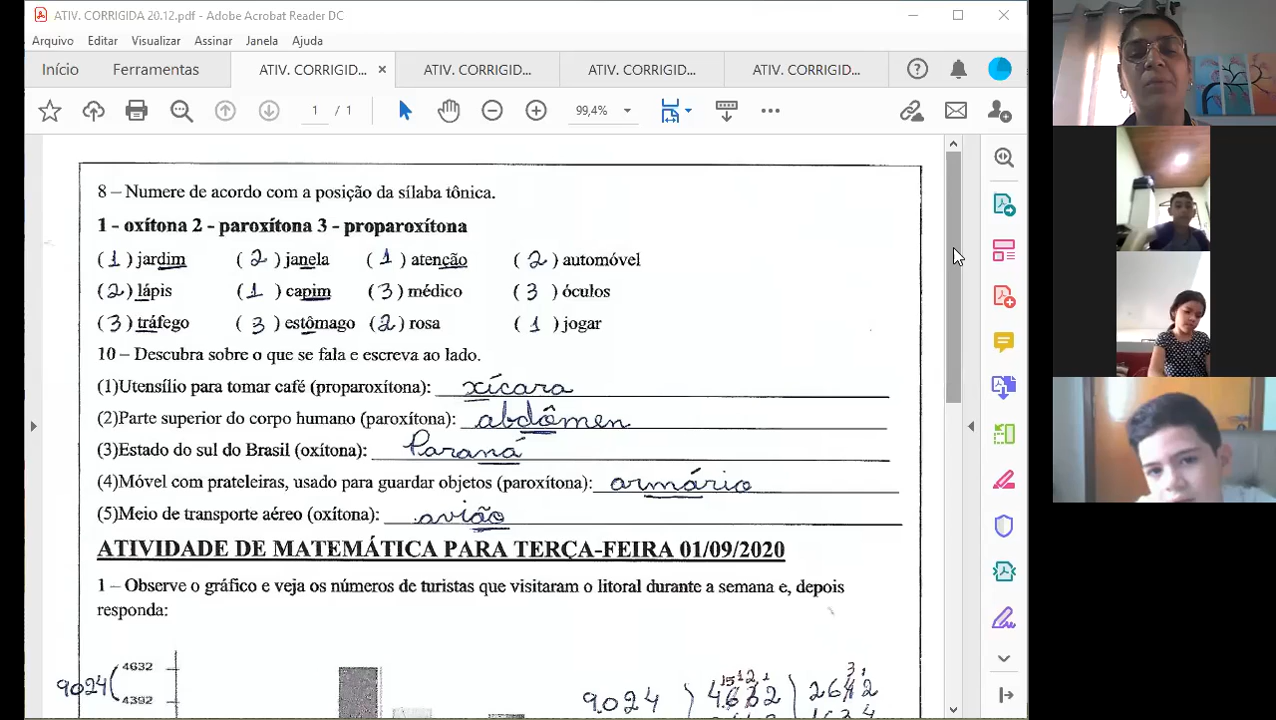 ATIV. CORRIGIDA 20.12.pdf - Adobe Acrobat Reader DC
Arquivo Editar Visualizar Assinar Janela Ajuda
Início Ferramentas ATIV. CORRIGID... × ATIV. CORRIGID... ATIV. CORRIGID... ATIV. CORRIGID...
1 / 1 99,4%
8 – Numere de acordo com a posição da sílaba tônica.
1 - oxítona 2 - paroxítona 3 - proparoxítona
(1) jardim (2) janela (1) atenção (2) automóvel
(2) lápis (1) capim (3) médico (3) óculos
(3) tráfego (3) estômago (2) rosa (1) jogar
10 – Descubra sobre o que se fala e escreva ao lado.
(1)Utensílio para tomar café (proparoxítona): xícara
(2)Parte superior do corpo humano (paroxítona): abdômen
(3)Estado do sul do Brasil (oxítona): Paraná
(4)Móvel com prateleiras, usado para guardar objetos (paroxítona): armário
(5)Meio de transporte aéreo (oxítona): avião
ATIVIDADE DE MATEMÁTICA PARA TERÇA-FEIRA 01/09/2020
1 – Observe o gráfico e veja os números de turistas que visitaram o litoral durante a semana e, depois
responda:
4632
9024 ( 9024 ) 4632 ) 2642
4392